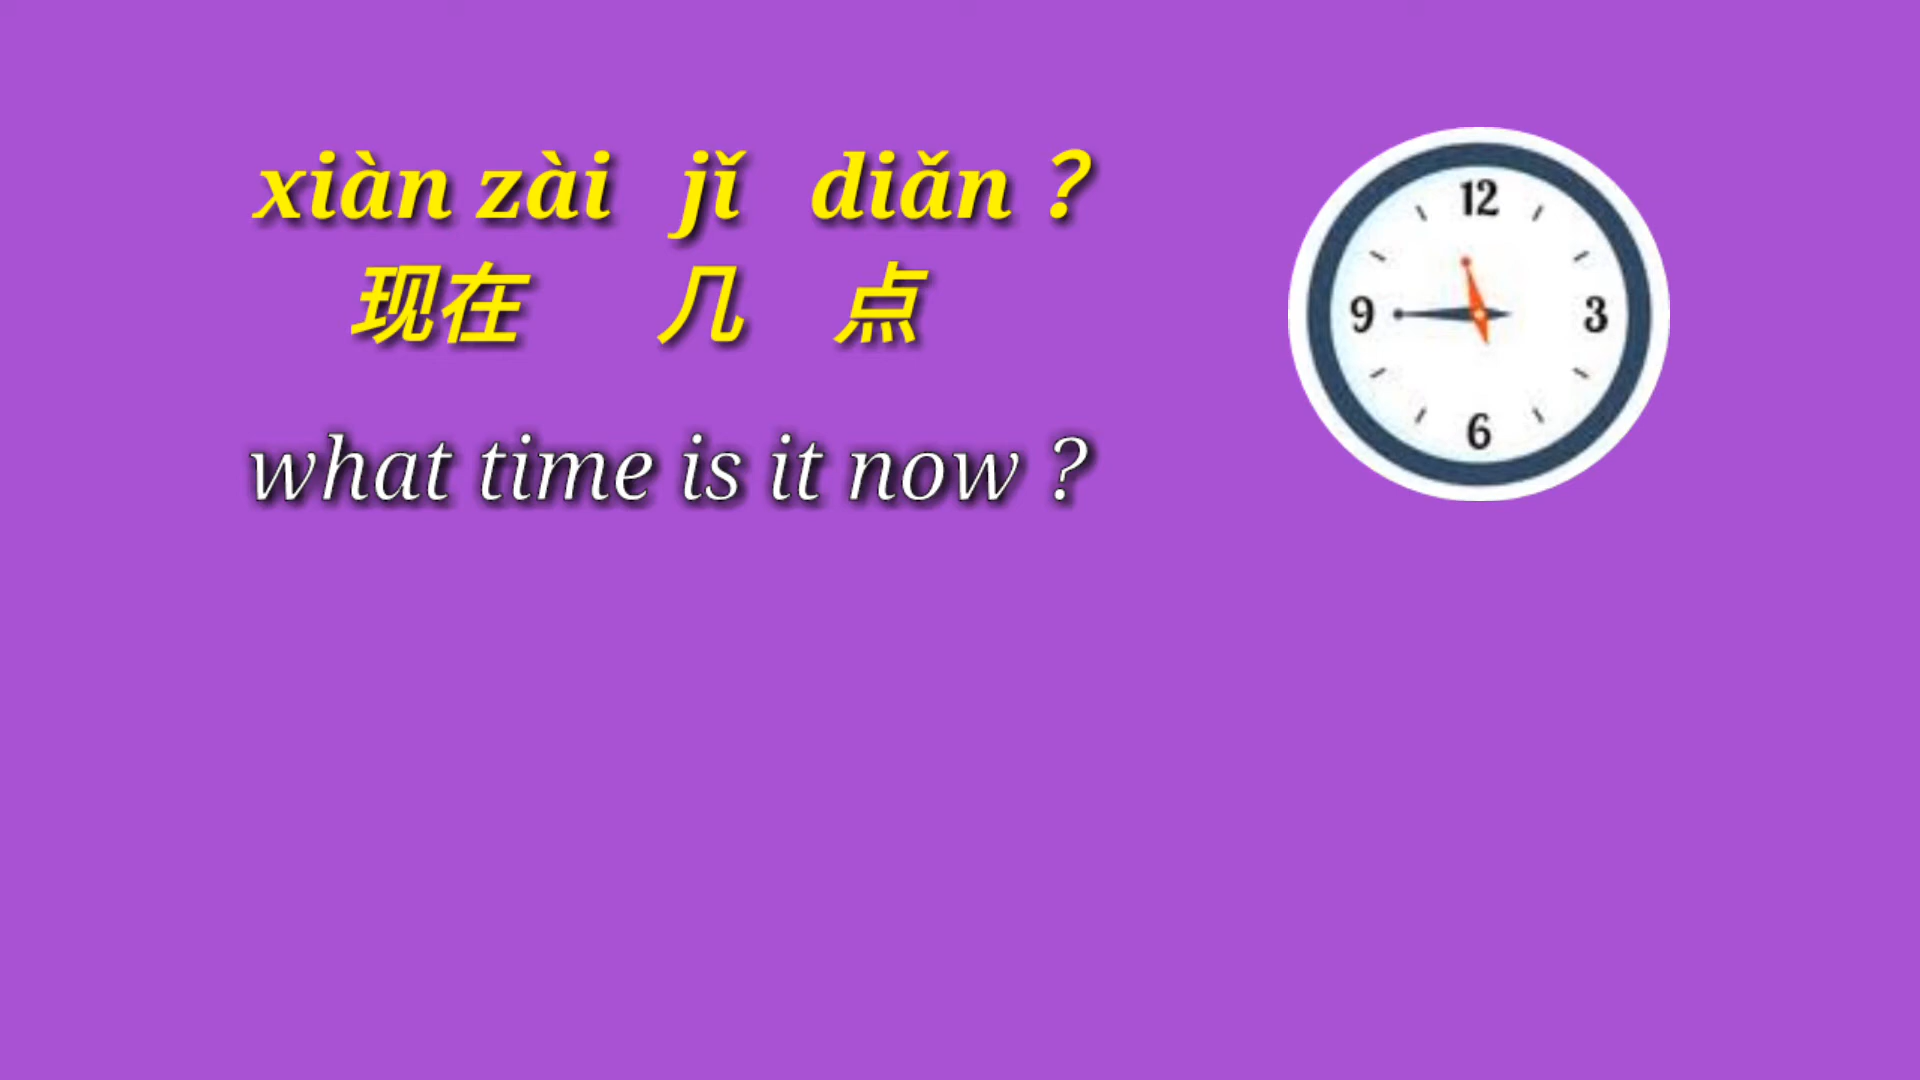 xiàn zài jǐ diǎn ?
现在 几 点
what time is it now ?
12
9
3
6